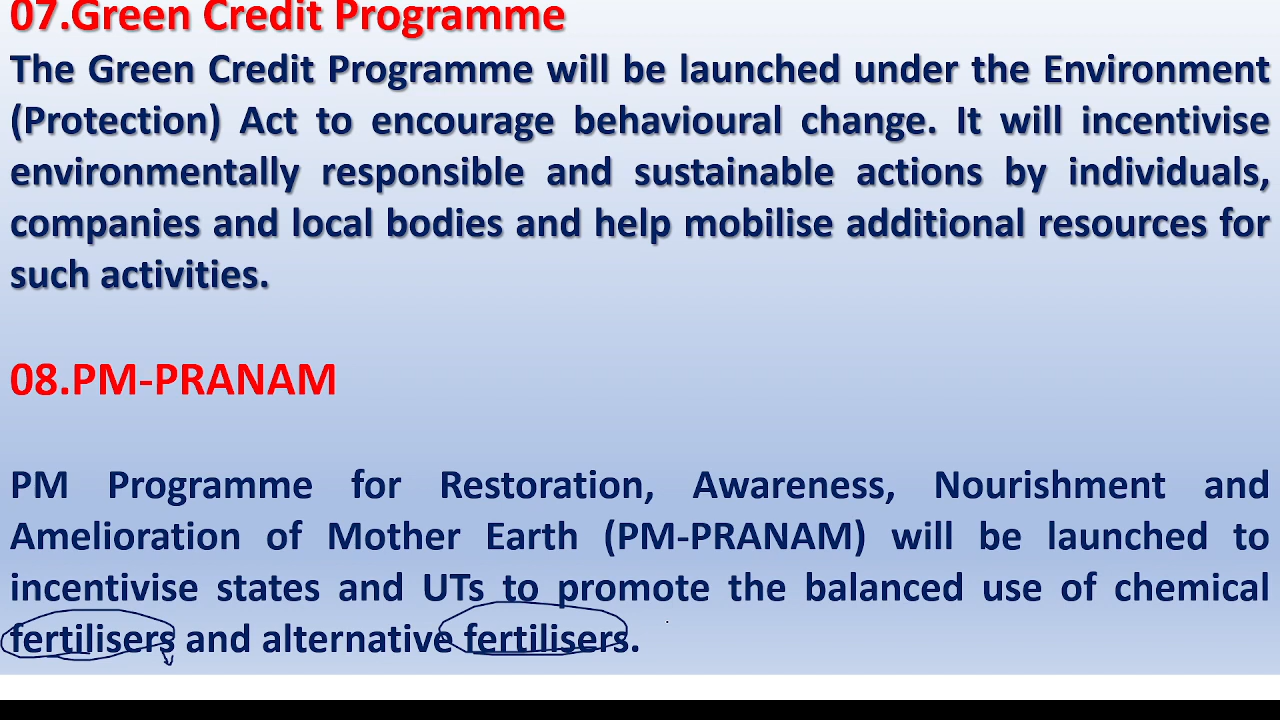 07.Green Credit Programme
The Green Credit Programme will be launched under the Environment
(Protection) Act to encourage behavioural change. It will incentivise
environmentally responsible and sustainable actions by individuals,
companies and local bodies and help mobilise additional resources for
such activities.
08.PM-PRANAM
PM Programme for Restoration, Awareness, Nourishment and
Amelioration of Mother Earth (PM-PRANAM) will be launched to
incentivise states and UTs to promote the balanced use of chemical
fertilisers and alternative fertilisers.